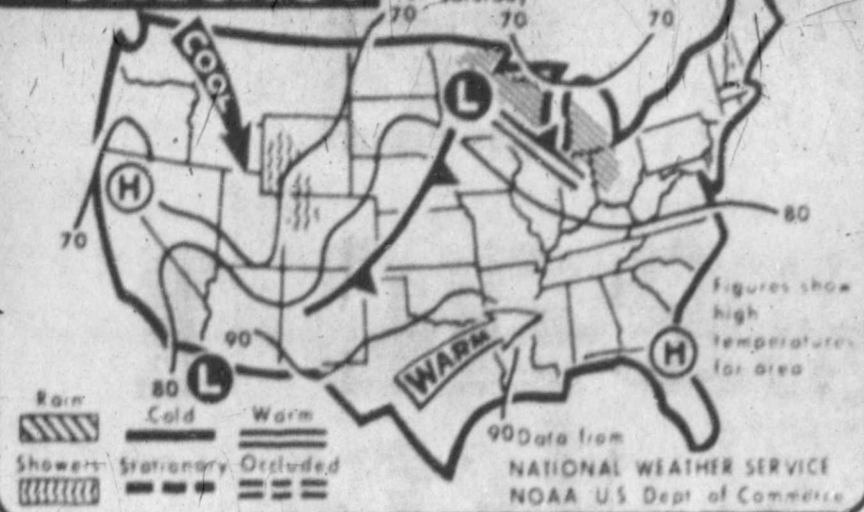 70
70
70
COOL
L
H
70
80
Figures show
high
temperatures
for area
H
90
WARM
80
L
Rain
Cold
Warm
90
Data from
Showers
Stationary
Occluded
NATIONAL WEATHER SERVICE
NOAA U S Dept of Commerce